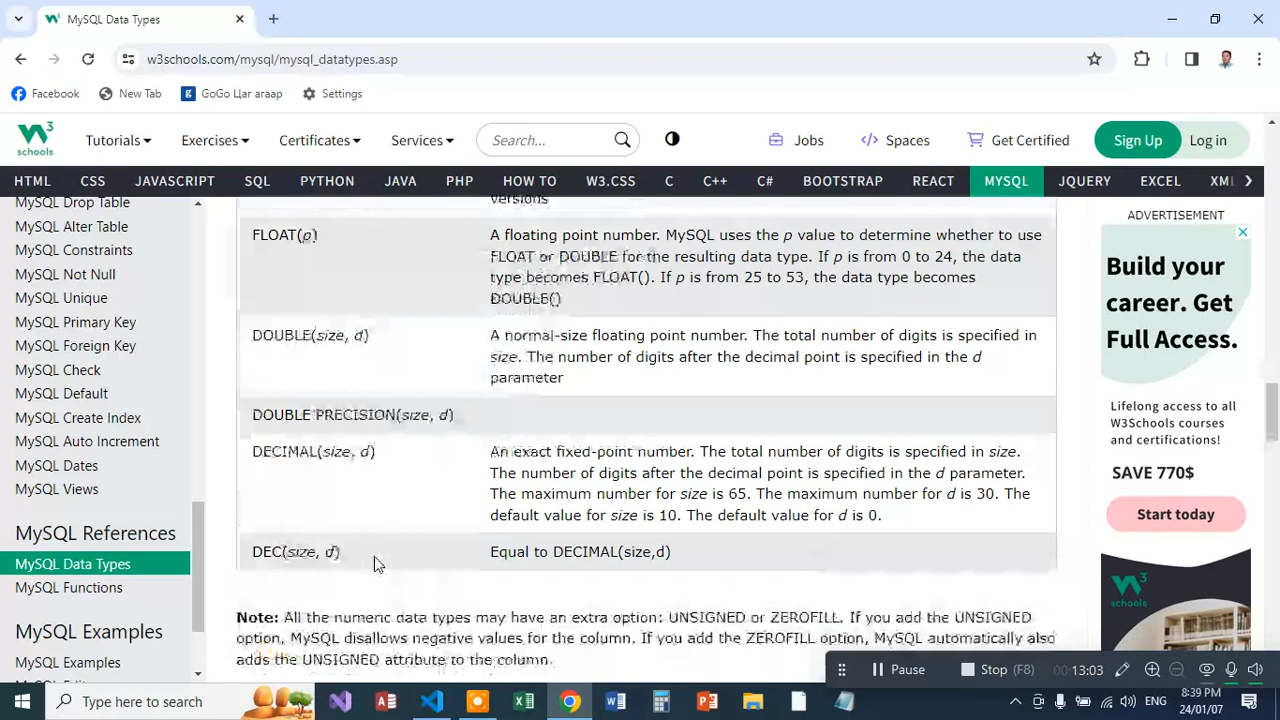 MySQL Data Types
w3schools.com/mysql/mysql_datatypes.asp
Facebook
New Tab
GoGo Цаг агаар
Settings
W3
schools
Tutorials
Exercises
Certificates
Services
Search...
Jobs
Spaces
Get Certified
Sign Up
Log in
HTML
CSS
JAVASCRIPT
SQL
PYTHON
JAVA
PHP
HOW TO
W3.CSS
C
C++
C#
BOOTSTRAP
REACT
MYSQL
JQUERY
EXCEL
XML
MySQL Drop Table
MySQL Alter Table
MySQL Constraints
MySQL Not Null
MySQL Unique
MySQL Primary Key
MySQL Foreign Key
MySQL Check
MySQL Default
MySQL Create Index
MySQL Auto Increment
MySQL Dates
MySQL Views
MySQL References
MySQL Data Types
MySQL Functions
MySQL Examples
MySQL Examples
versions
FLOAT(p)
A floating point number. MySQL uses the p value to determine whether to use
FLOAT or DOUBLE for the resulting data type. If p is from 0 to 24, the data
type becomes FLOAT(). If p is from 25 to 53, the data type becomes
DOUBLE()
DOUBLE(size, d)
A normal-size floating point number. The total number of digits is specified in
size. The number of digits after the decimal point is specified in the d
parameter
DOUBLE PRECISION(size, d)
DECIMAL(size, d)
An exact fixed-point number. The total number of digits is specified in size.
The number of digits after the decimal point is specified in the d parameter.
The maximum number for size is 65. The maximum number for d is 30. The
default value for size is 10. The default value for d is 0.
DEC(size, d)
Equal to DECIMAL(size,d)
Note: All the numeric data types may have an extra option: UNSIGNED or ZEROFILL. If you add the UNSIGNED
option, MySQL disallows negative values for the column. If you add the ZEROFILL option, MySQL automatically also
adds the UNSIGNED attribute to the column.
ADVERTISEMENT
Build your
career. Get
Full Access.
Lifelong access to all
W3Schools courses
and certifications!
SAVE 770$
Start today
W3
schools
Pause
Stop (F8)
00:13:03
Type here to search
ENG
8:39 PM
24/01/07